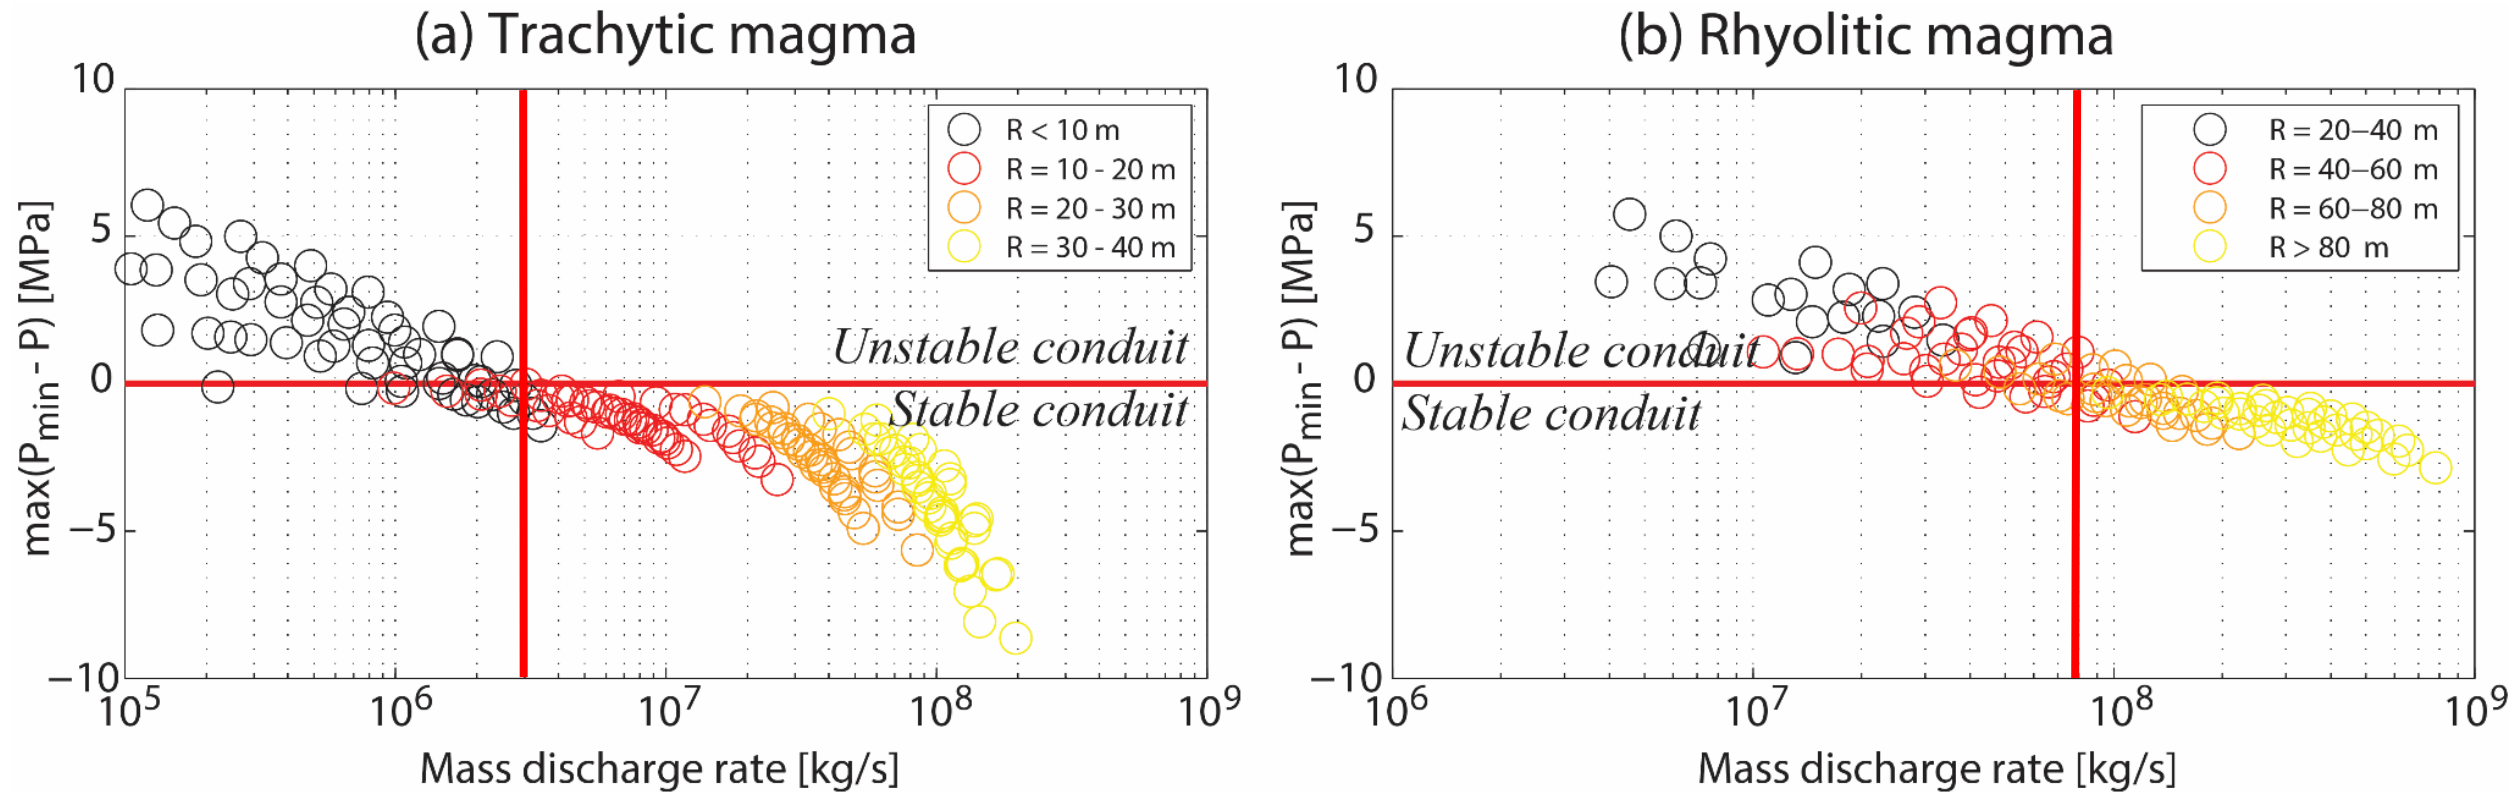 (a) Trachytic magma
10
5
0
−5
−10
max(Pmin - P) [MPa]
R < 10 m
R = 10 - 20 m
R = 20 - 30 m
R = 30 - 40 m
Unstable conduit
Stable conduit
10^5
10^6
10^7
10^8
10^9
Mass discharge rate [kg/s]
(b) Rhyolitic magma
10
5
0
−5
−10
max(Pmin - P) [MPa]
R = 20–40 m
R = 40–60 m
R = 60–80 m
R > 80 m
Unstable conduit
Stable conduit
10^6
10^7
10^8
10^9
Mass discharge rate [kg/s]